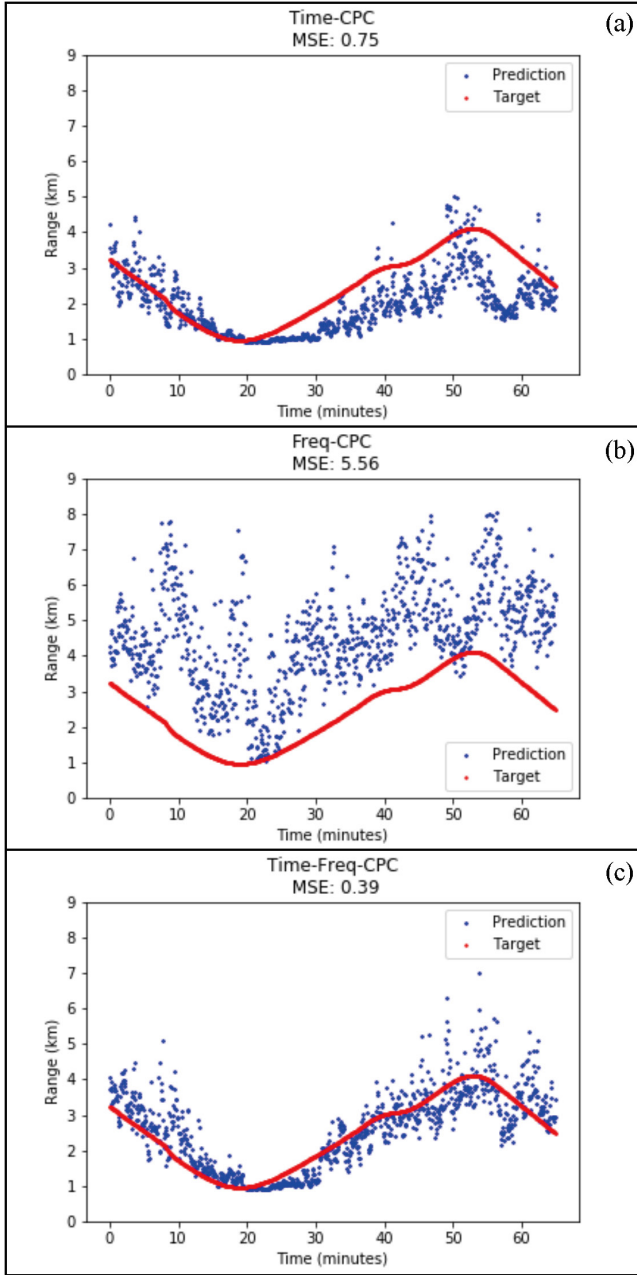 Time-CPC
MSE: 0.75
(a)
9
8
7
6
5
4
3
2
1
0
Range (km)
Prediction
Target
0 10 20 30 40 50 60
Time (minutes)
Freq-CPC
MSE: 5.56
(b)
9
8
7
6
5
4
3
2
1
0
Range (km)
Prediction
Target
0 10 20 30 40 50 60
Time (minutes)
Time-Freq-CPC
MSE: 0.39
(c)
9
8
7
6
5
4
3
2
1
0
Range (km)
Prediction
Target
0 10 20 30 40 50 60
Time (minutes)